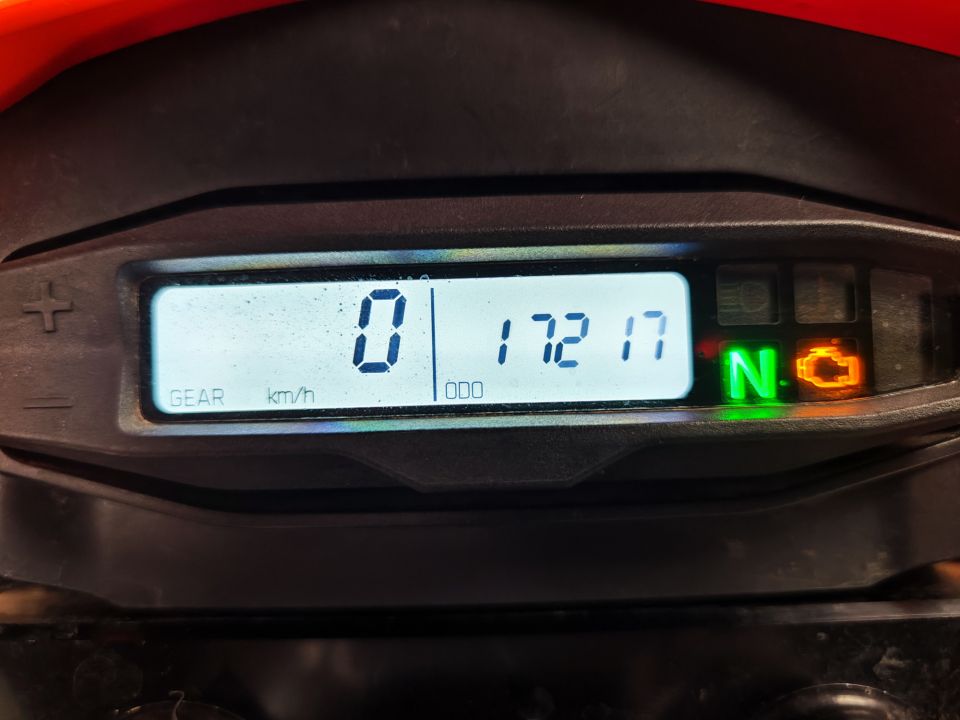 0 17217
GEAR km/h ODO
N